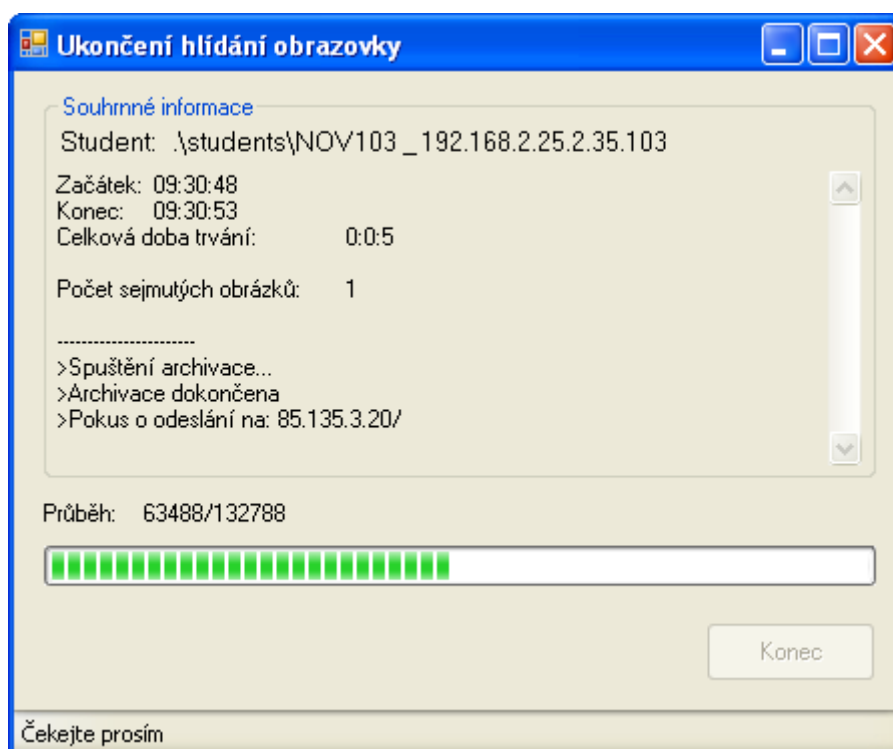 Ukončení hlídání obrazovky
Souhrnné informace
Student: .\students\NOV103 _ 192.168.2.25.2.35.103
Začátek: 09:30:48
Konec: 09:30:53
Celková doba trvání: 0:0:5
Počet sejmutých obrázků: 1
-----------------------
>Spuštění archivace...
>Archivace dokončena
>Pokus o odeslání na: 85.135.3.20/
Průběh: 63488/132788
Konec
Čekejte prosím